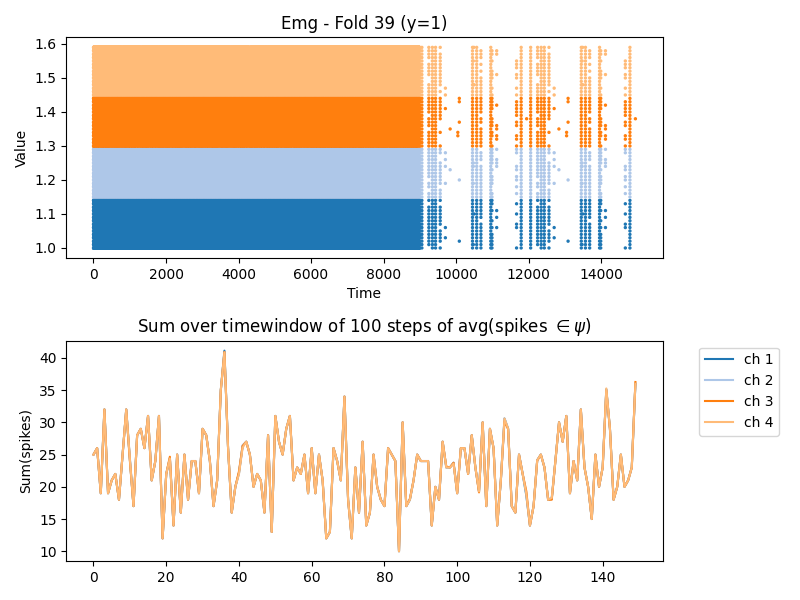 Emg - Fold 39 (y=1)
Value
1.6
1.5
1.4
1.3
1.2
1.1
1.0
0 2000 4000 6000 8000 10000 12000 14000
Time
Sum over timewindow of 100 steps of avg(spikes ∈ ψ)
Sum(spikes)
40
35
30
25
20
15
10
0 20 40 60 80 100 120 140
ch 1
ch 2
ch 3
ch 4